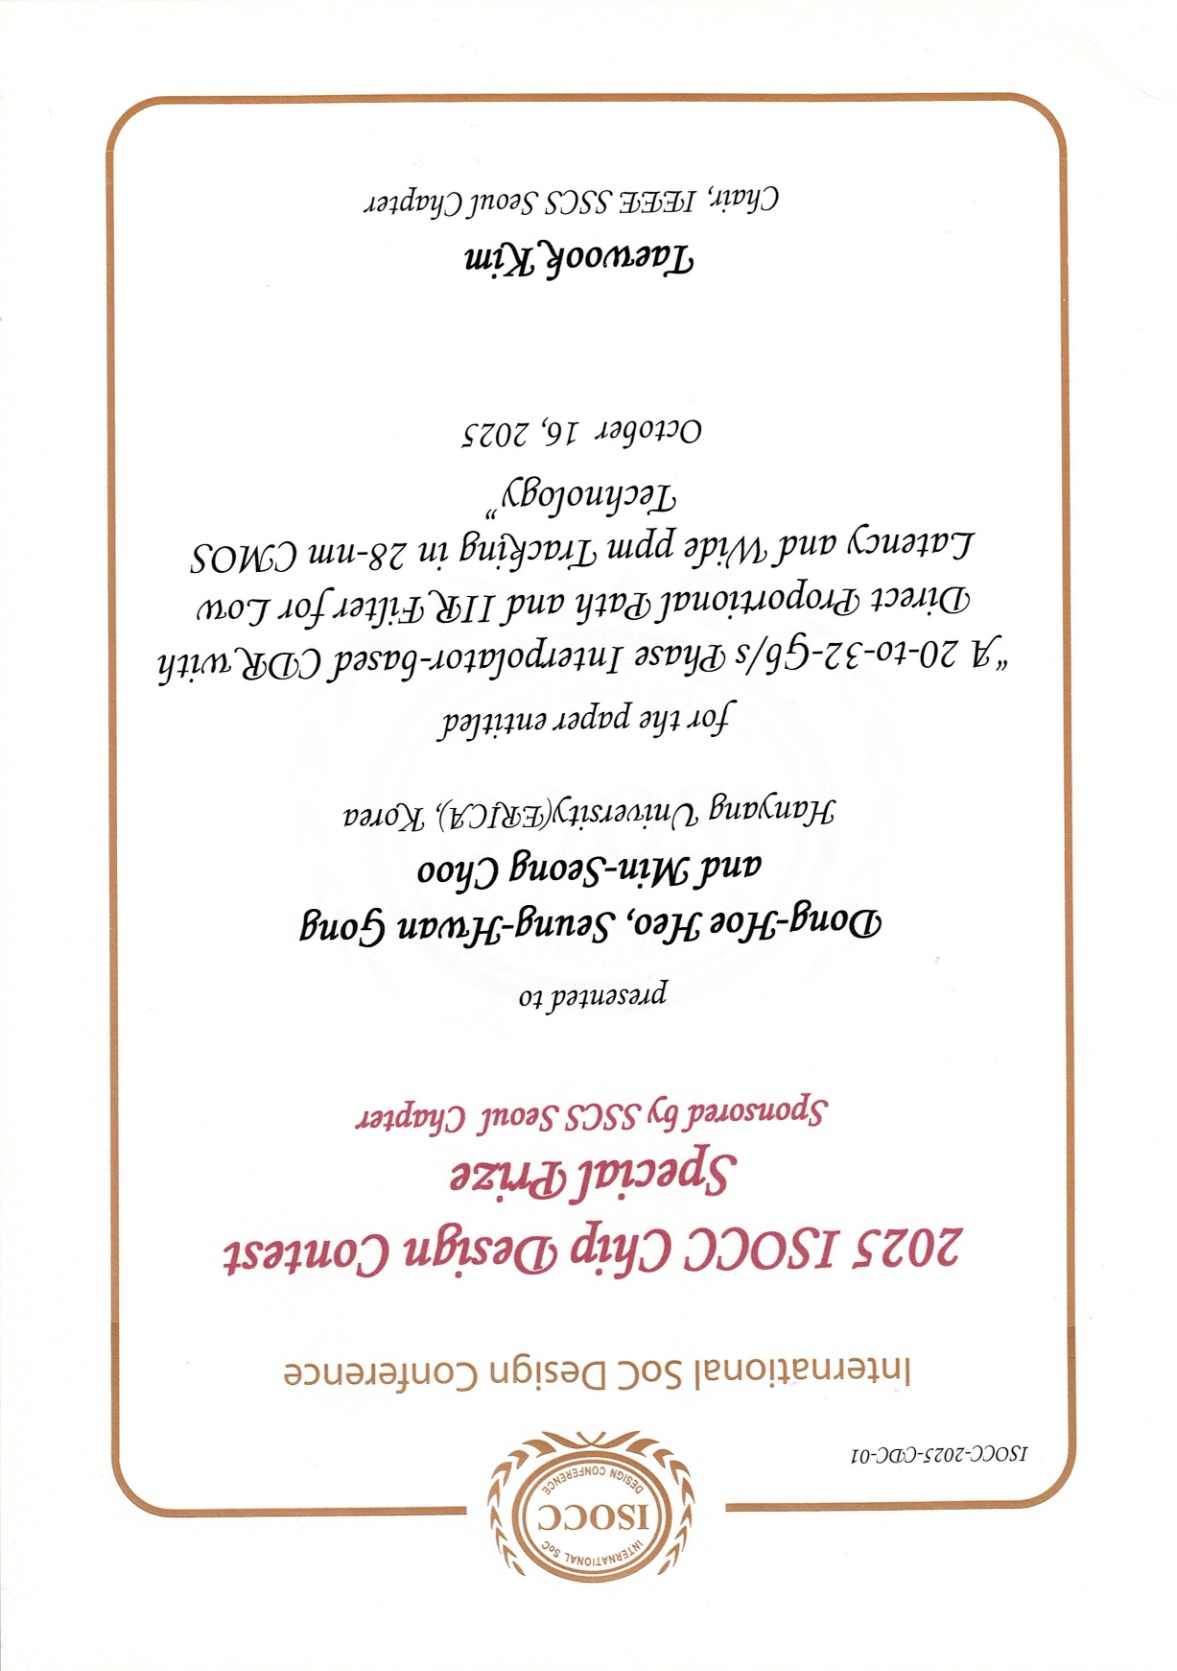 INTERNATIONAL SoC
ISOCC
DESIGN CONFERENCE
ISOCC-2025-CDC-01
International SoC Design Conference
2025 ISOCC Chip Design Contest
Special Prize
Sponsored by SSCS Seoul Chapter
presented to
Dong-Hoe Heo, Seung-Hwan Gong
and Min-Seong Choo
Hanyang University(ERICA), Korea
for the paper entitled
“A 20-to-32-Gb/s Phase Interpolator-based CDR with
Direct Proportional Path and IIR Filter for Low
Latency and Wide ppm Tracking in 28-nm CMOS
Technology”
October 16, 2025
Taewook Kim
Chair, IEEE SSCS Seoul Chapter